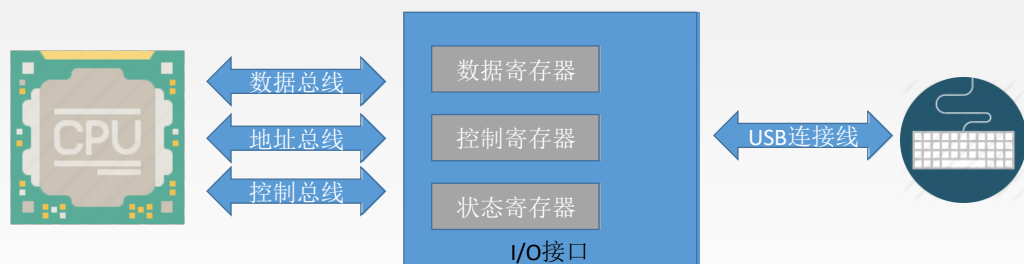 CPU
数据总线
地址总线
控制总线
数据寄存器
控制寄存器
状态寄存器
I/O接口
USB连接线